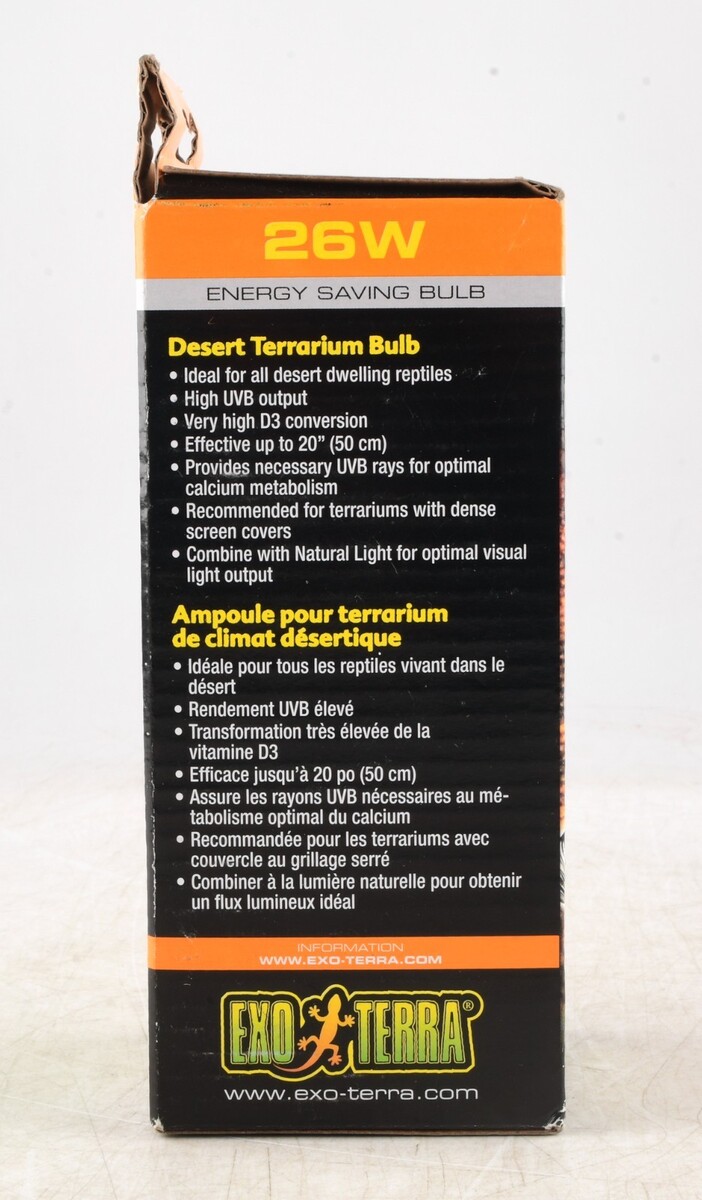 26W
ENERGY SAVING BULB
Desert Terrarium Bulb
• Ideal for all desert dwelling reptiles
• High UVB output
• Very high D3 conversion
• Effective up to 20” (50 cm)
• Provides necessary UVB rays for optimal
calcium metabolism
• Recommended for terrariums with dense
screen covers
• Combine with Natural Light for optimal visual
light output
Ampoule pour terrarium
de climat désertique
• Idéale pour tous les reptiles vivant dans le
désert
• Rendement UVB élevé
• Transformation très élevée de la
vitamine D3
• Efficace jusqu’à 20 po (50 cm)
• Assure les rayons UVB nécessaires au mé-
tabolisme optimal du calcium
• Recommandée pour les terrariums avec
couvercle au grillage serré
• Combiner à la lumière naturelle pour obtenir
un flux lumineux idéal
INFORMATION
WWW.EXO-TERRA.COM
EXO TERRA®
www.exo-terra.com